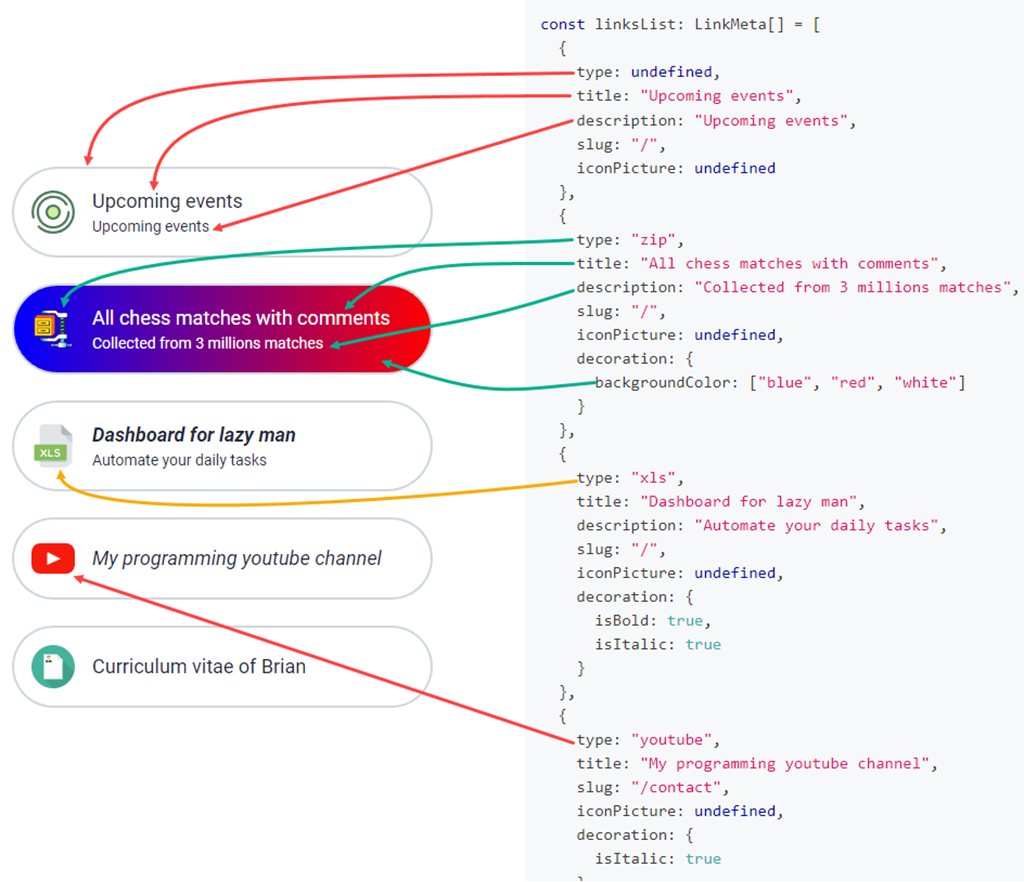 Upcoming events
Upcoming events
All chess matches with comments
Collected from 3 millions matches
XLS
Dashboard for lazy man
Automate your daily tasks
My programming youtube channel
Curriculum vitae of Brian
const linksList: LinkMeta[] = [
  {
    type: undefined,
    title: "Upcoming events",
    description: "Upcoming events",
    slug: "/",
    iconPicture: undefined
  },
  {
    type: "zip",
    title: "All chess matches with comments",
    description: "Collected from 3 millions matches",
    slug: "/",
    iconPicture: undefined,
    decoration: {
      backgroundColor: ["blue", "red", "white"]
    }
  },
  {
    type: "xls",
    title: "Dashboard for lazy man",
    description: "Automate your daily tasks",
    slug: "/",
    iconPicture: undefined,
    decoration: {
      isBold: true,
      isItalic: true
    }
  },
  {
    type: "youtube",
    title: "My programming youtube channel",
    slug: "/contact",
    iconPicture: undefined,
    decoration: {
      isItalic: true